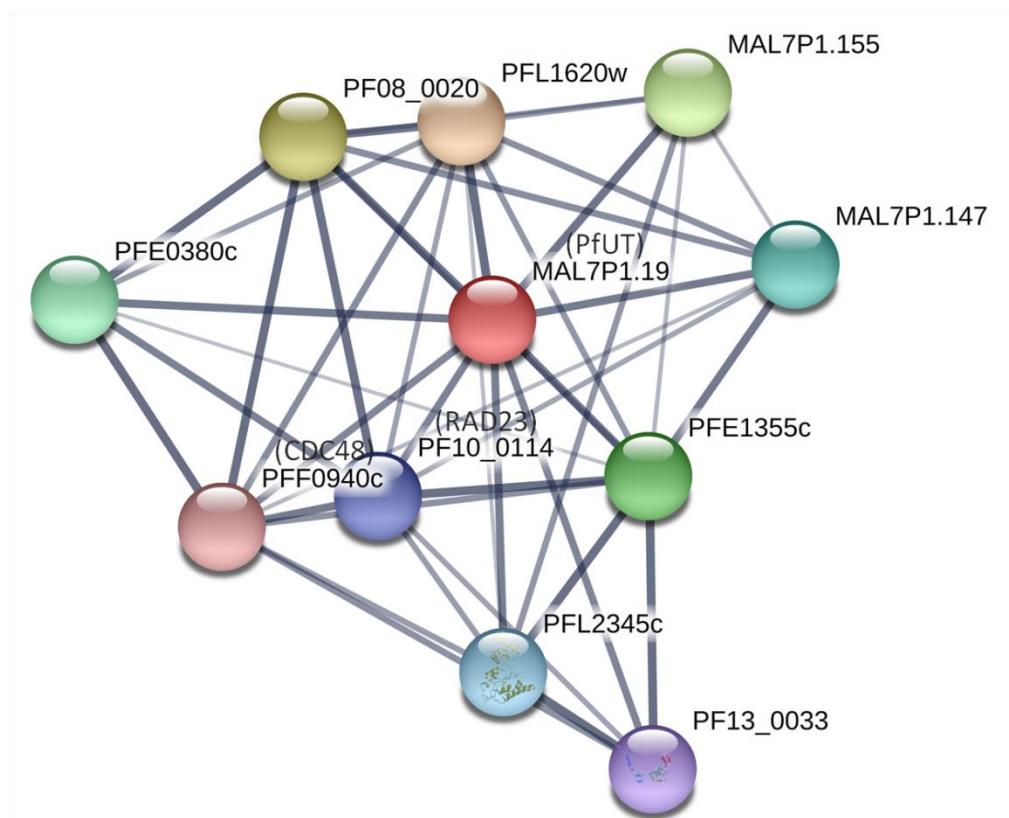 MAL7P1.155
PFL1620w
PF08_0020
MAL7P1.147
(PfUT)
MAL7P1.19
PFE0380c
(RAD23)
PF10_0114
PFE1355c
(CDC48)
PFF0940c
PFL2345c
PF13_0033